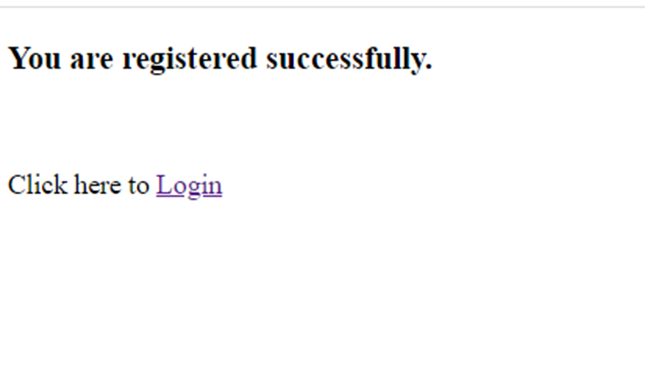 You are registered successfully.
Click here to Login